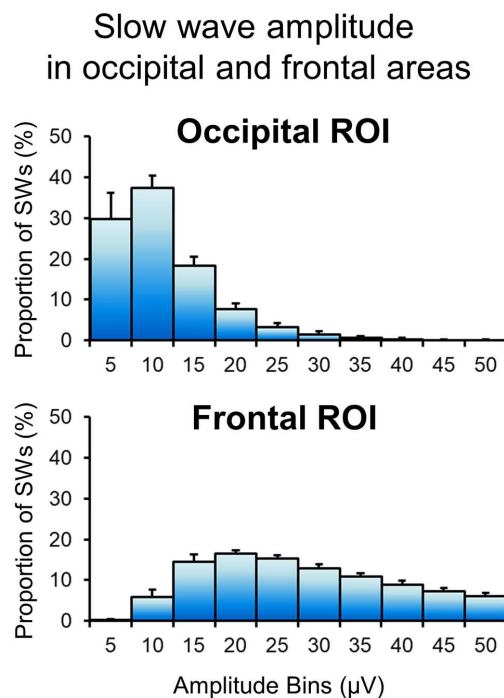 Slow wave amplitude
in occipital and frontal areas
Occipital ROI
Proportion of SWs (%)
50
40
30
20
10
0
5 10 15 20 25 30 35 40 45 50
Frontal ROI
Proportion of SWs (%)
50
40
30
20
10
0
5 10 15 20 25 30 35 40 45 50
Amplitude Bins (µV)